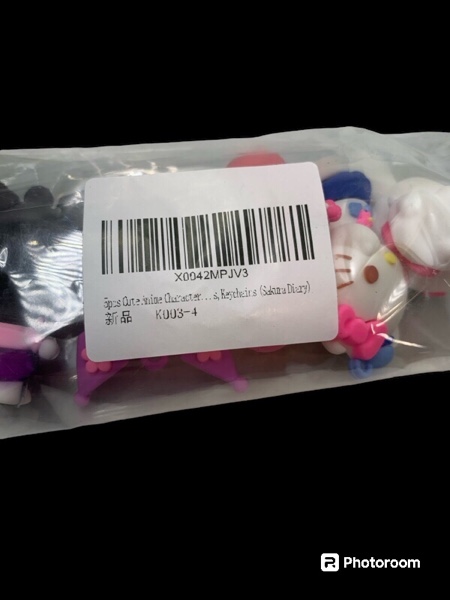 X0042MPJV3
5pcs Cute Anime Character...s, Keychains (Sakura Diary)
新品 K003-4
Photoroom